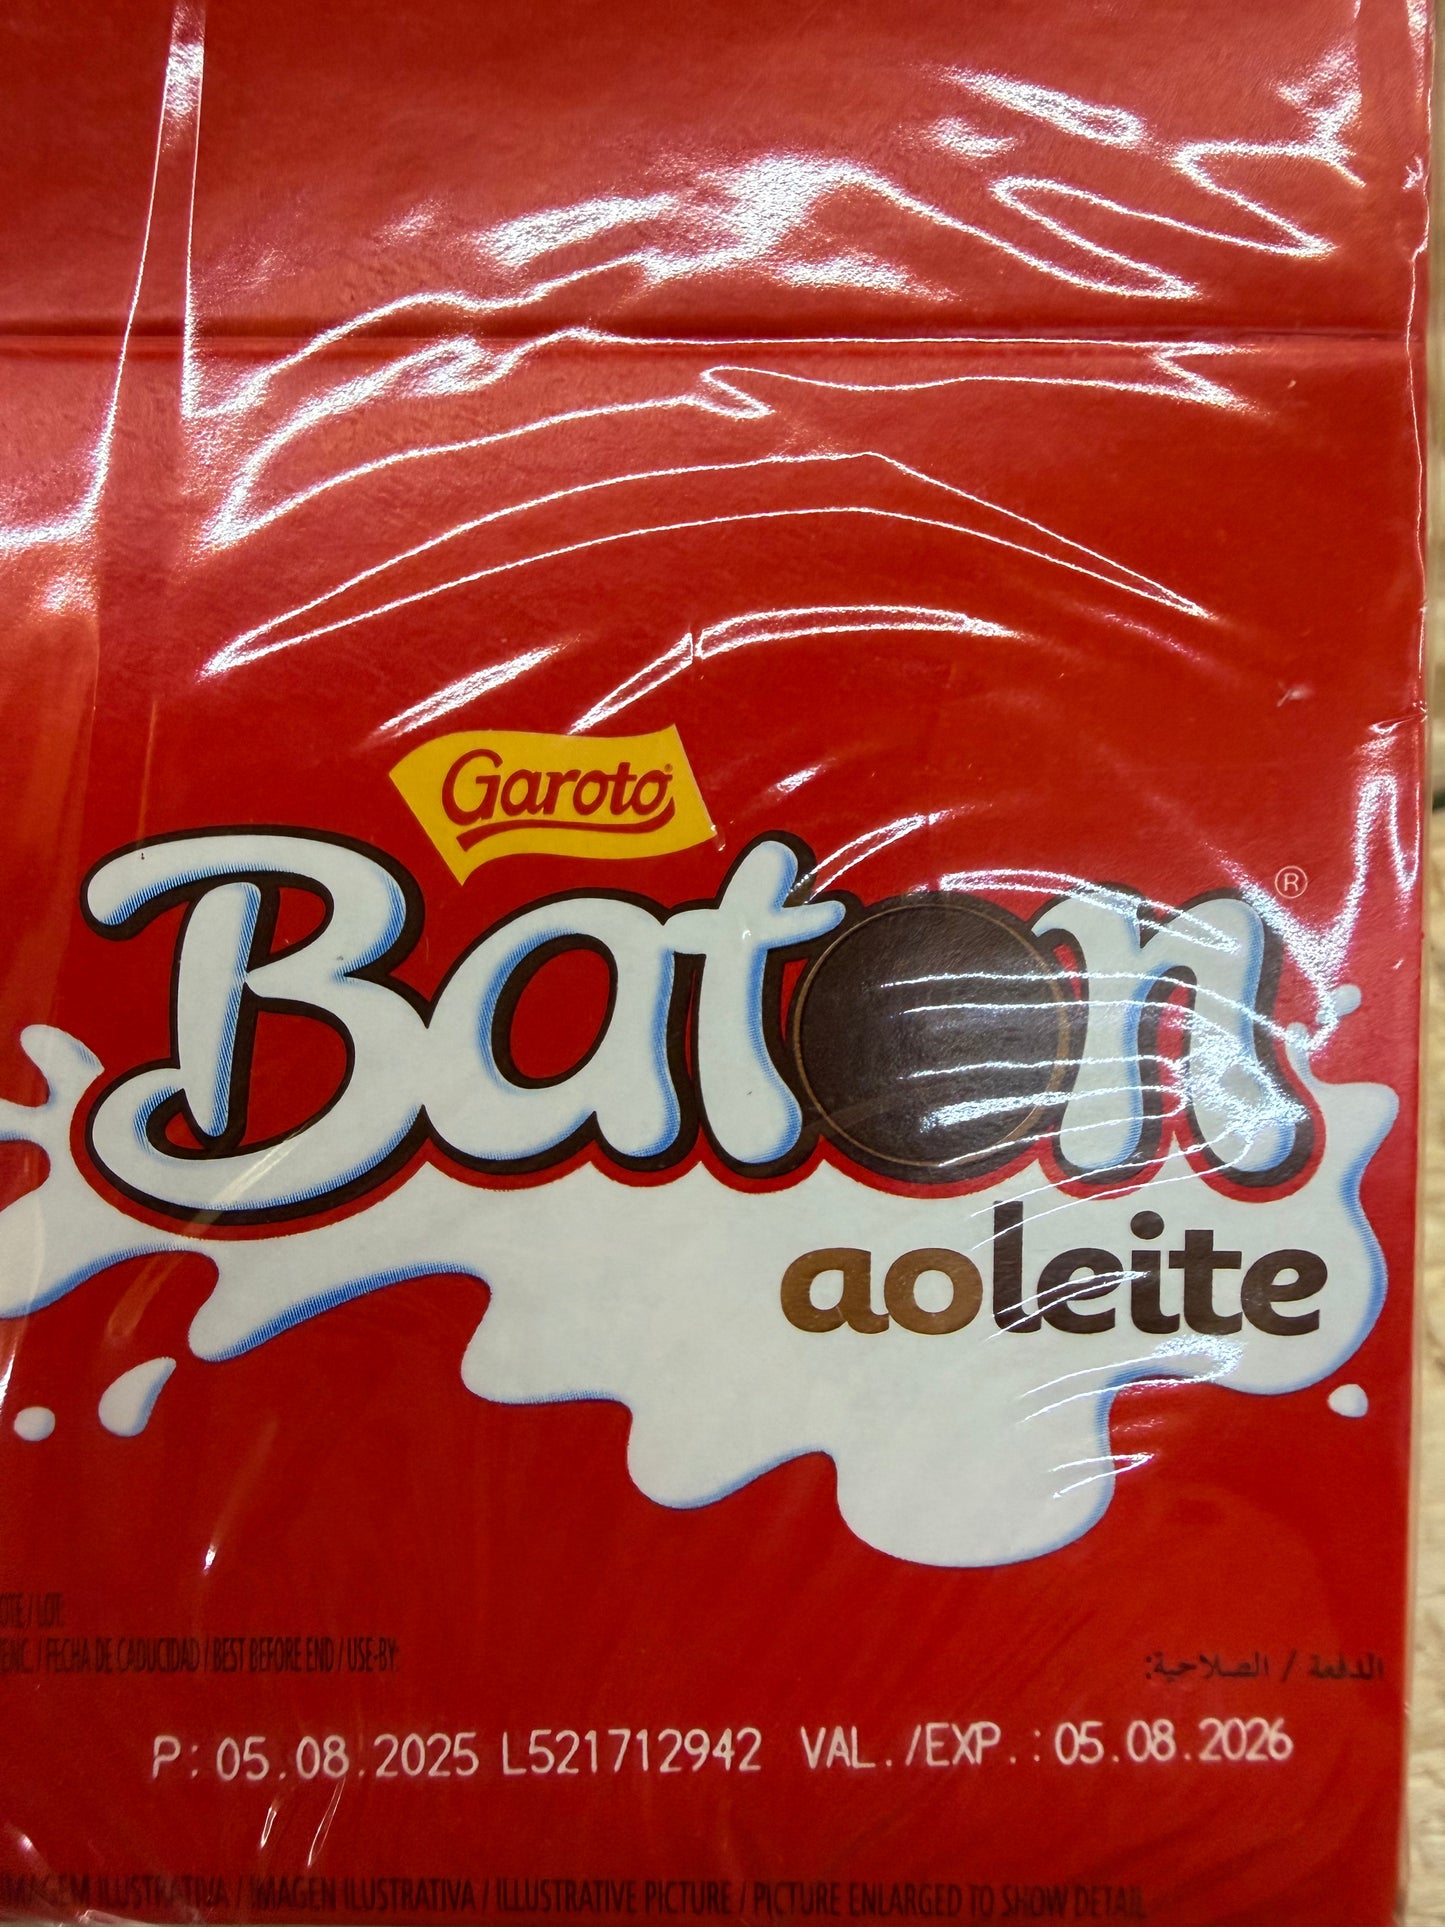 Garoto
Baton®
ao leite
LOT:
FECHA DE CADUCIDAD / BEST BEFORE END / USE-BY:
الدفعة / الصلاحية:
P: 05.08.2025 L521712942 VAL./EXP.: 05.08.2026
IMAGEM ILUSTRATIVA / IMAGEN ILUSTRATIVA / ILLUSTRATIVE PICTURE / PICTURE ENLARGED TO SHOW DETAIL